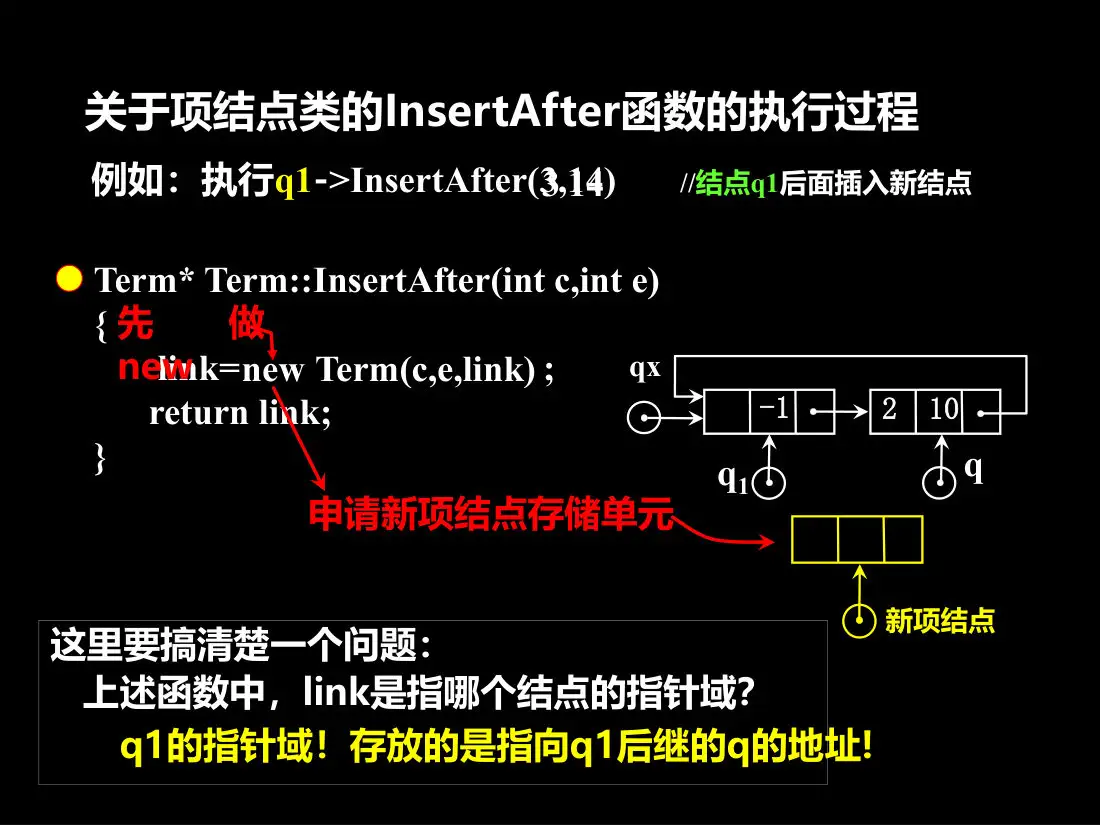 关于项结点类的InsertAfter函数的执行过程
例如：执行q1->InsertAfter(3,14) //结点q1后面插入新结点
Term* Term::InsertAfter(int c,int e)
{ 先 做
new link=new Term(c,e,link) ;
return link;
}
qx
-1 2 10
q1 q
申请新项结点存储单元
新项结点
这里要搞清楚一个问题：
上述函数中，link是指哪个结点的指针域?
q1的指针域！存放的是指向q1后继的q的地址!